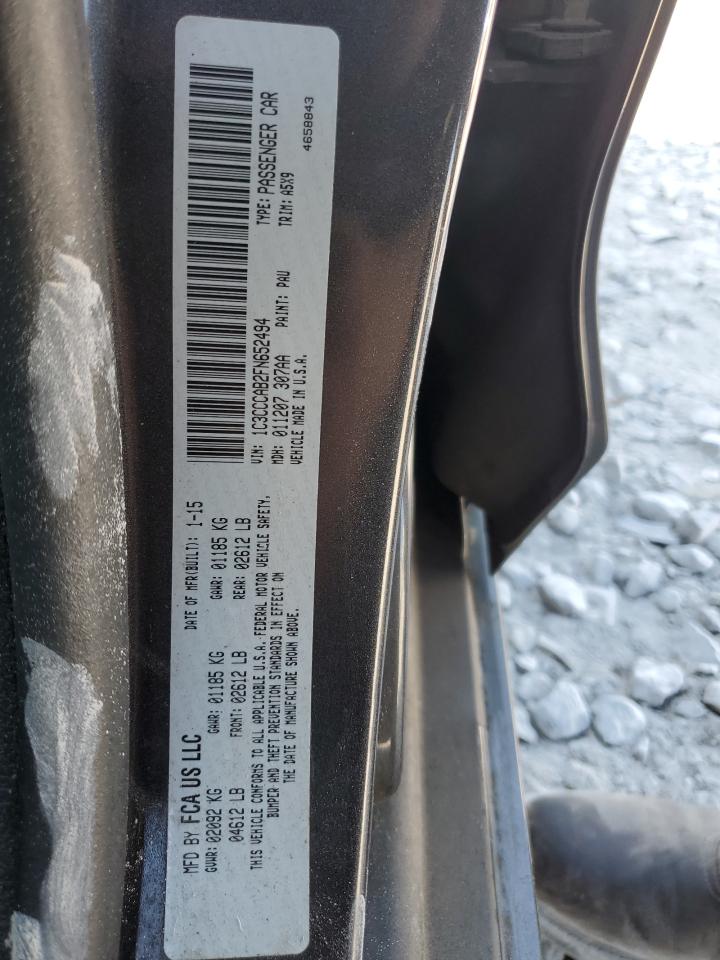 MFD BY FCA US LLC
DATE OF MFR(BUILT): 1-15
GVWR: 02092 KG
GAWR: 01185 KG
GAWR: 01185 KG
04612 LB
FRONT: 02612 LB
REAR: 02612 LB
THIS VEHICLE CONFORMS TO ALL APPLICABLE U.S.A. FEDERAL MOTOR VEHICLE SAFETY,
BUMPER AND THEFT PREVENTION STANDARDS IN EFFECT ON
THE DATE OF MANUFACTURE SHOWN ABOVE.
VIN: 1C3CCCAB2FN652494
TYPE: PASSENGER CAR
MDH: 011207 307AA
PAINT: PAU
TRIM: A5X9
VEHICLE MADE IN U.S.A.
4658843